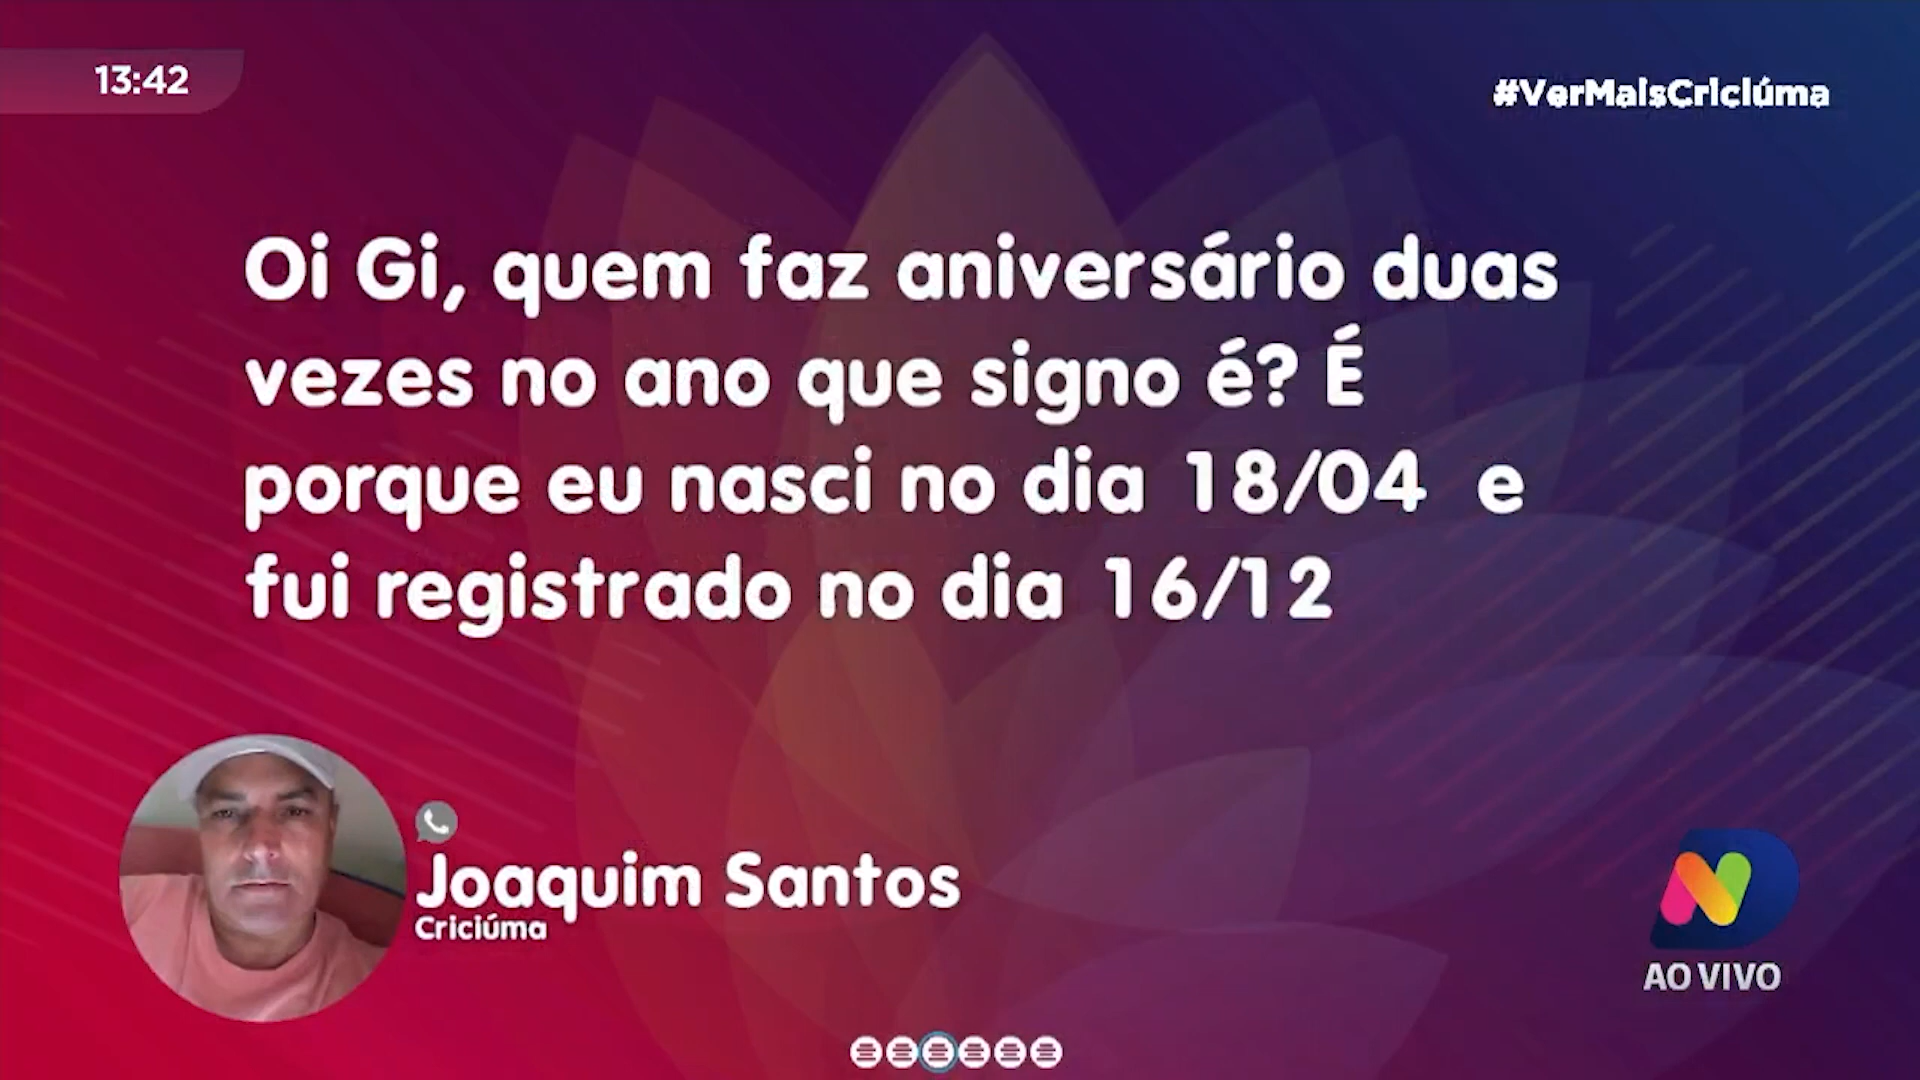 13:42
#VerMaisCriciúma
Oi Gi, quem faz aniversário duas
vezes no ano que signo é? É
porque eu nasci no dia 18/04 e
fui registrado no dia 16/12
Joaquim Santos
Criciúma
AO VIVO